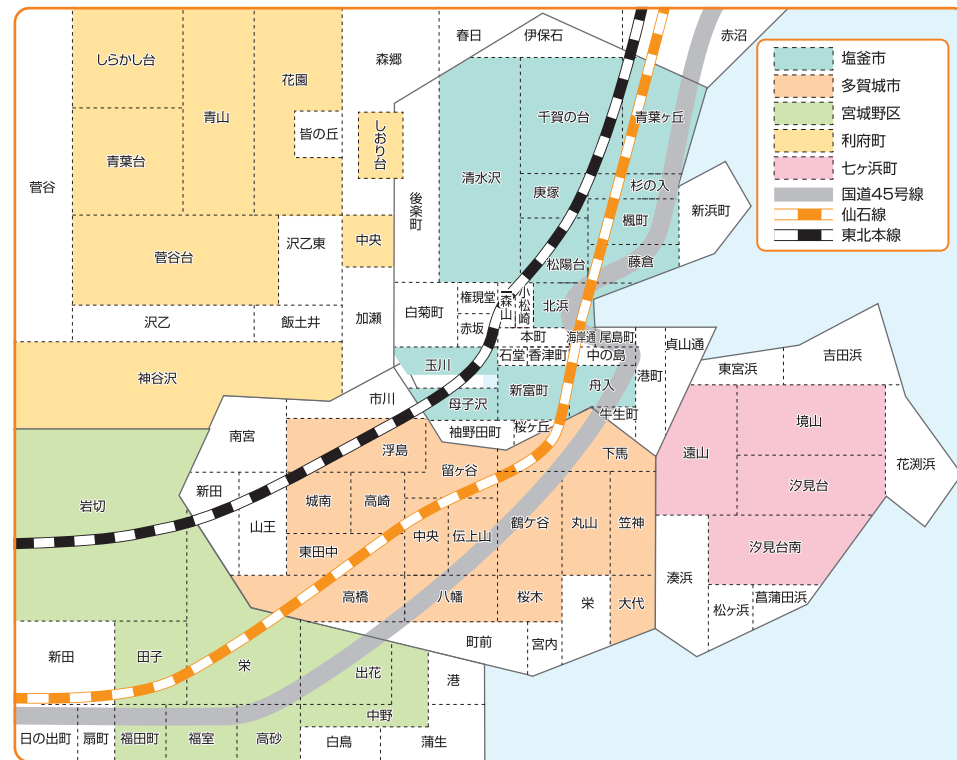 しらかし台
青山
花園
森郷
春日
伊保石
赤沼
皆の丘
しおり台
青葉台
菅谷
千賀の台
青葉ヶ丘
清水沢
庚塚
杉の入
楓町
新浜町
後楽町
中央
沢乙東
菅谷台
松陽台
藤倉
沢乙
飯土井
加瀬
白菊町
権現堂
赤坂
一森山
小松崎
北浜
本町
海岸通
尾島町
石堂
香津町
中の島
港町
貞山通
神谷沢
玉川
母子沢
新富町
舟入
牛生町
市川
袖野田町
桜ヶ丘
東宮浜
吉田浜
南宮
浮島
留ヶ谷
下馬
遠山
境山
汐見台
花渕浜
岩切
新田
山王
城南
高崎
東田中
中央
伝上山
鶴ケ谷
丸山
笠神
汐見台南
湊浜
松ヶ浜
菖蒲田浜
高橋
八幡
桜木
栄
大代
町前
宮内
新田
田子
栄
出花
港
中野
日の出町
扇町
福田町
福室
高砂
白鳥
蒲生
塩釜市
多賀城市
宮城野区
利府町
七ヶ浜町
国道45号線
仙石線
東北本線